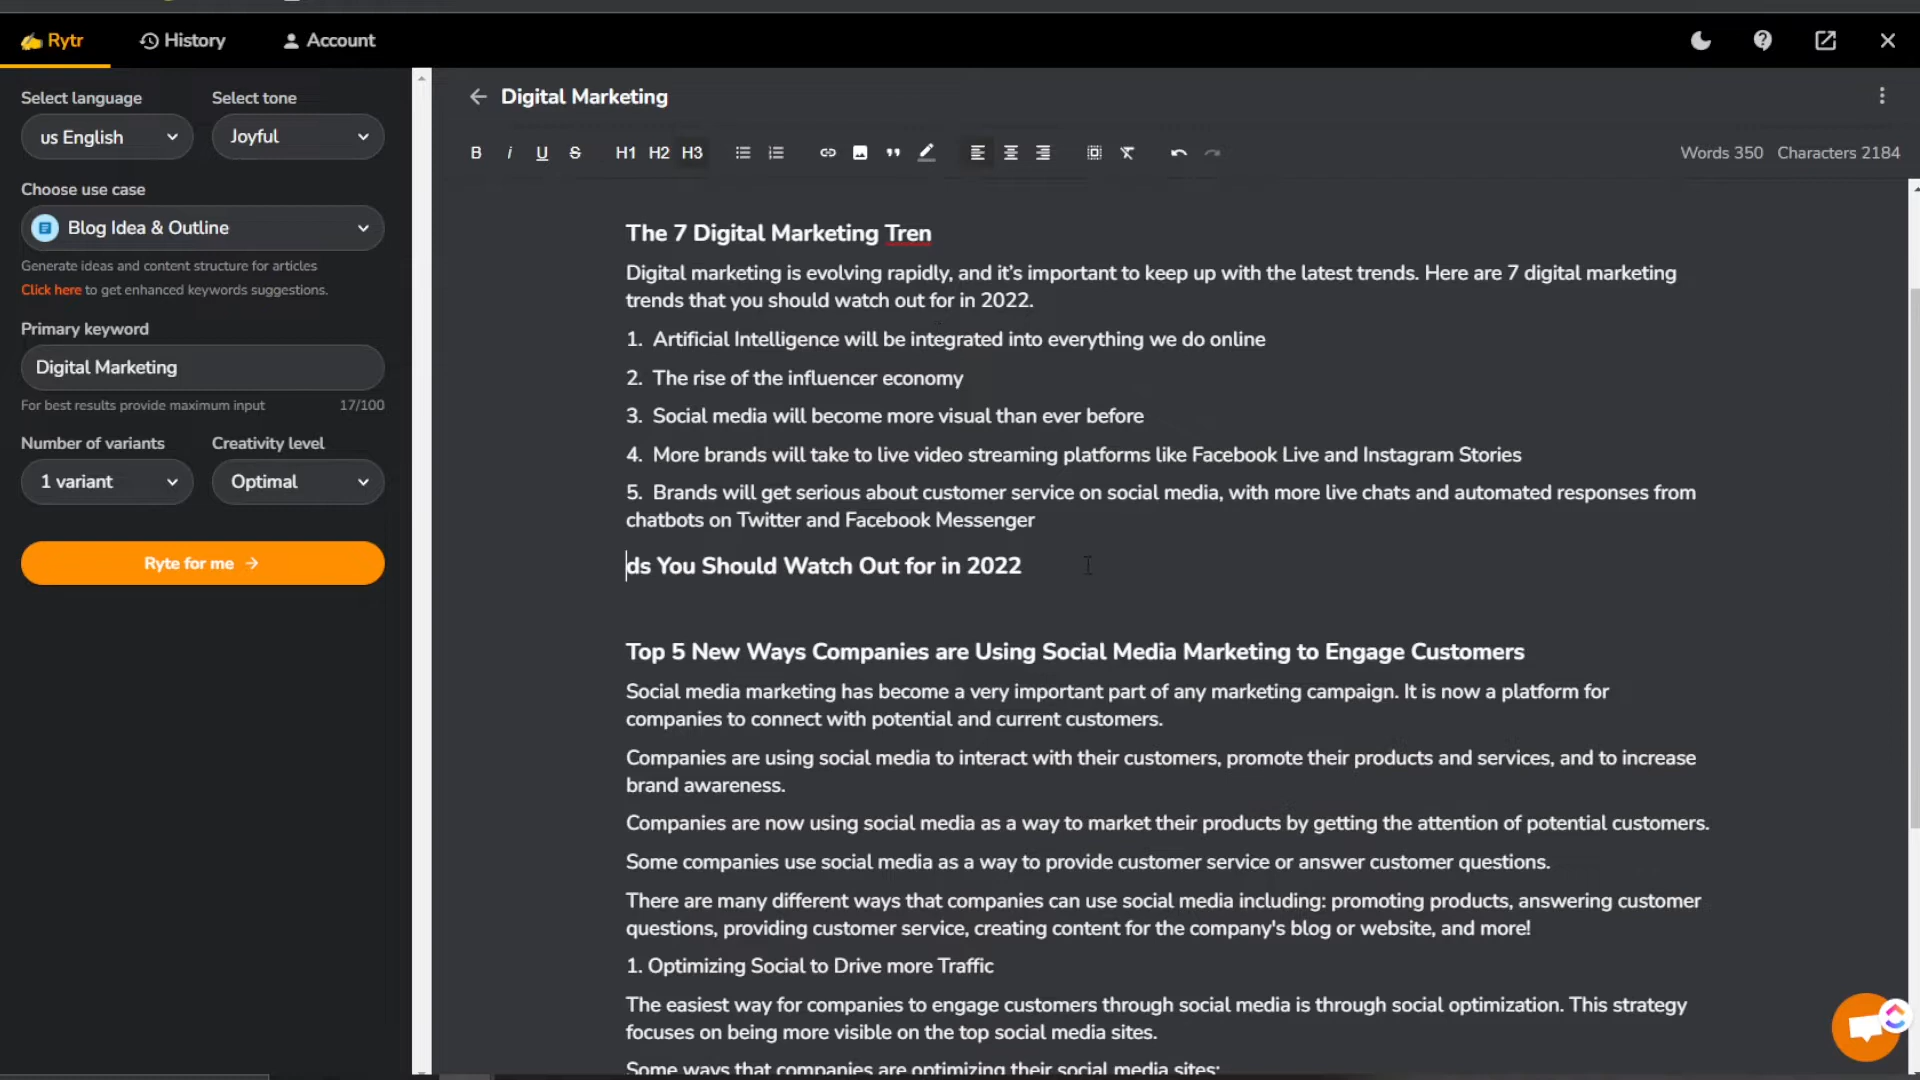 Rytr
History
Account
Select language
Select tone
us English
Joyful
Choose use case
Blog Idea & Outline
Generate ideas and content structure for articles
Click here to get enhanced keywords suggestions.
Primary keyword
Digital Marketing
For best results provide maximum input
17/100
Number of variants
Creativity level
1 variant
Optimal
Ryte for me →
Digital Marketing
B i U S H1 H2 H3
Words 350 Characters 2184
The 7 Digital Marketing Tren
Digital marketing is evolving rapidly, and it's important to keep up with the latest trends. Here are 7 digital marketing
trends that you should watch out for in 2022.
1. Artificial Intelligence will be integrated into everything we do online
2. The rise of the influencer economy
3. Social media will become more visual than ever before
4. More brands will take to live video streaming platforms like Facebook Live and Instagram Stories
5. Brands will get serious about customer service on social media, with more live chats and automated responses from
chatbots on Twitter and Facebook Messenger
ds You Should Watch Out for in 2022
Top 5 New Ways Companies are Using Social Media Marketing to Engage Customers
Social media marketing has become a very important part of any marketing campaign. It is now a platform for
companies to connect with potential and current customers.
Companies are using social media to interact with their customers, promote their products and services, and to increase
brand awareness.
Companies are now using social media as a way to market their products by getting the attention of potential customers.
Some companies use social media as a way to provide customer service or answer customer questions.
There are many different ways that companies can use social media including: promoting products, answering customer
questions, providing customer service, creating content for the company's blog or website, and more!
1. Optimizing Social to Drive more Traffic
The easiest way for companies to engage customers through social media is through social optimization. This strategy
focuses on being more visible on the top social media sites.
Some ways that companies are optimizing their social media sites: